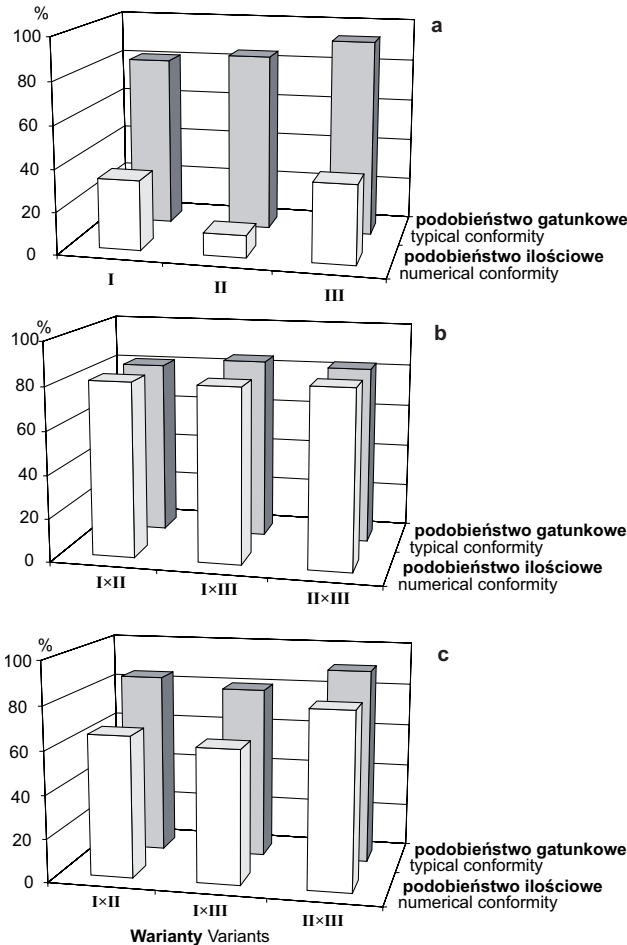 %
a
100
80
60
40
20
0
podobieństwo gatunkowe
typical conformity
podobieństwo ilościowe
numerical conformity
I
II
III
%
b
100
80
60
40
20
0
podobieństwo gatunkowe
typical conformity
podobieństwo ilościowe
numerical conformity
I×II
I×III
II×III
%
c
100
80
60
40
20
0
podobieństwo gatunkowe
typical conformity
podobieństwo ilościowe
numerical conformity
I×II
I×III
II×III
Warianty Variants